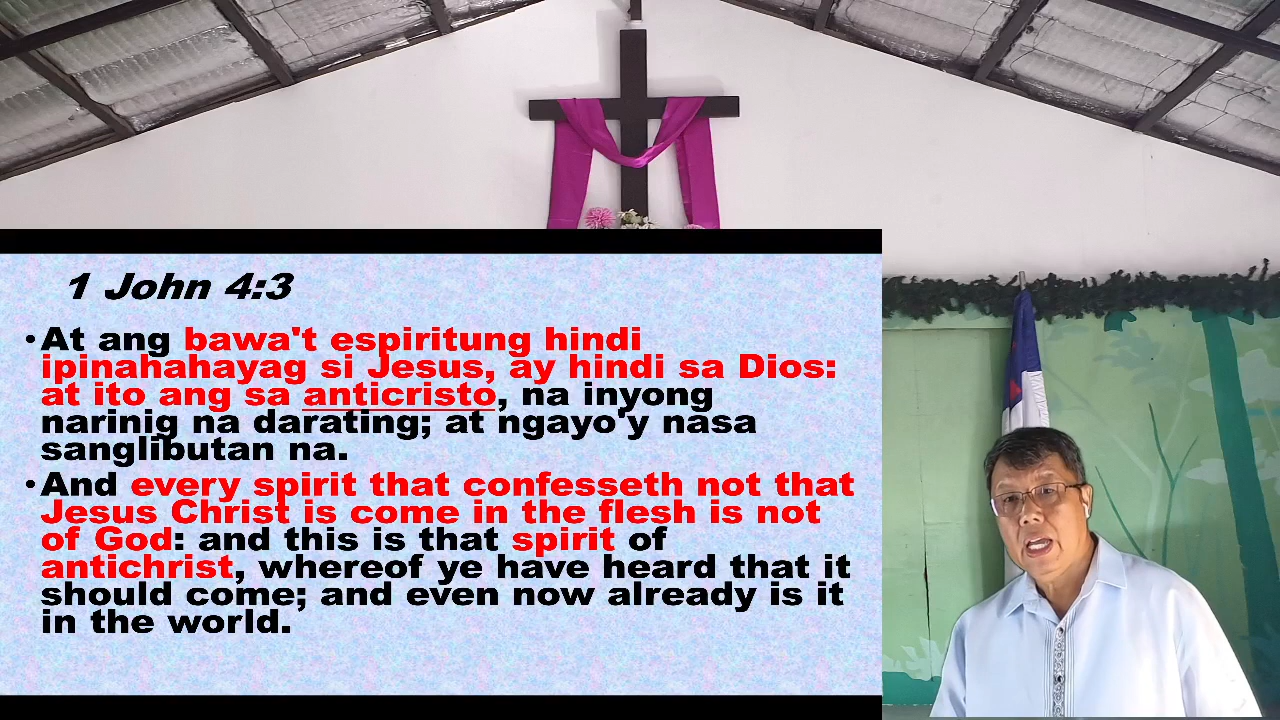 1 John 4:3
•At ang bawa't espiritung hindi
ipinahahayag si Jesus, ay hindi sa Dios:
at ito ang sa anticristo, na inyong
narinig na darating; at ngayo'y nasa
sanglibutan na.
•And every spirit that confesseth not that
Jesus Christ is come in the flesh is not
of God: and this is that spirit of
antichrist, whereof ye have heard that it
should come; and even now already is it
in the world.